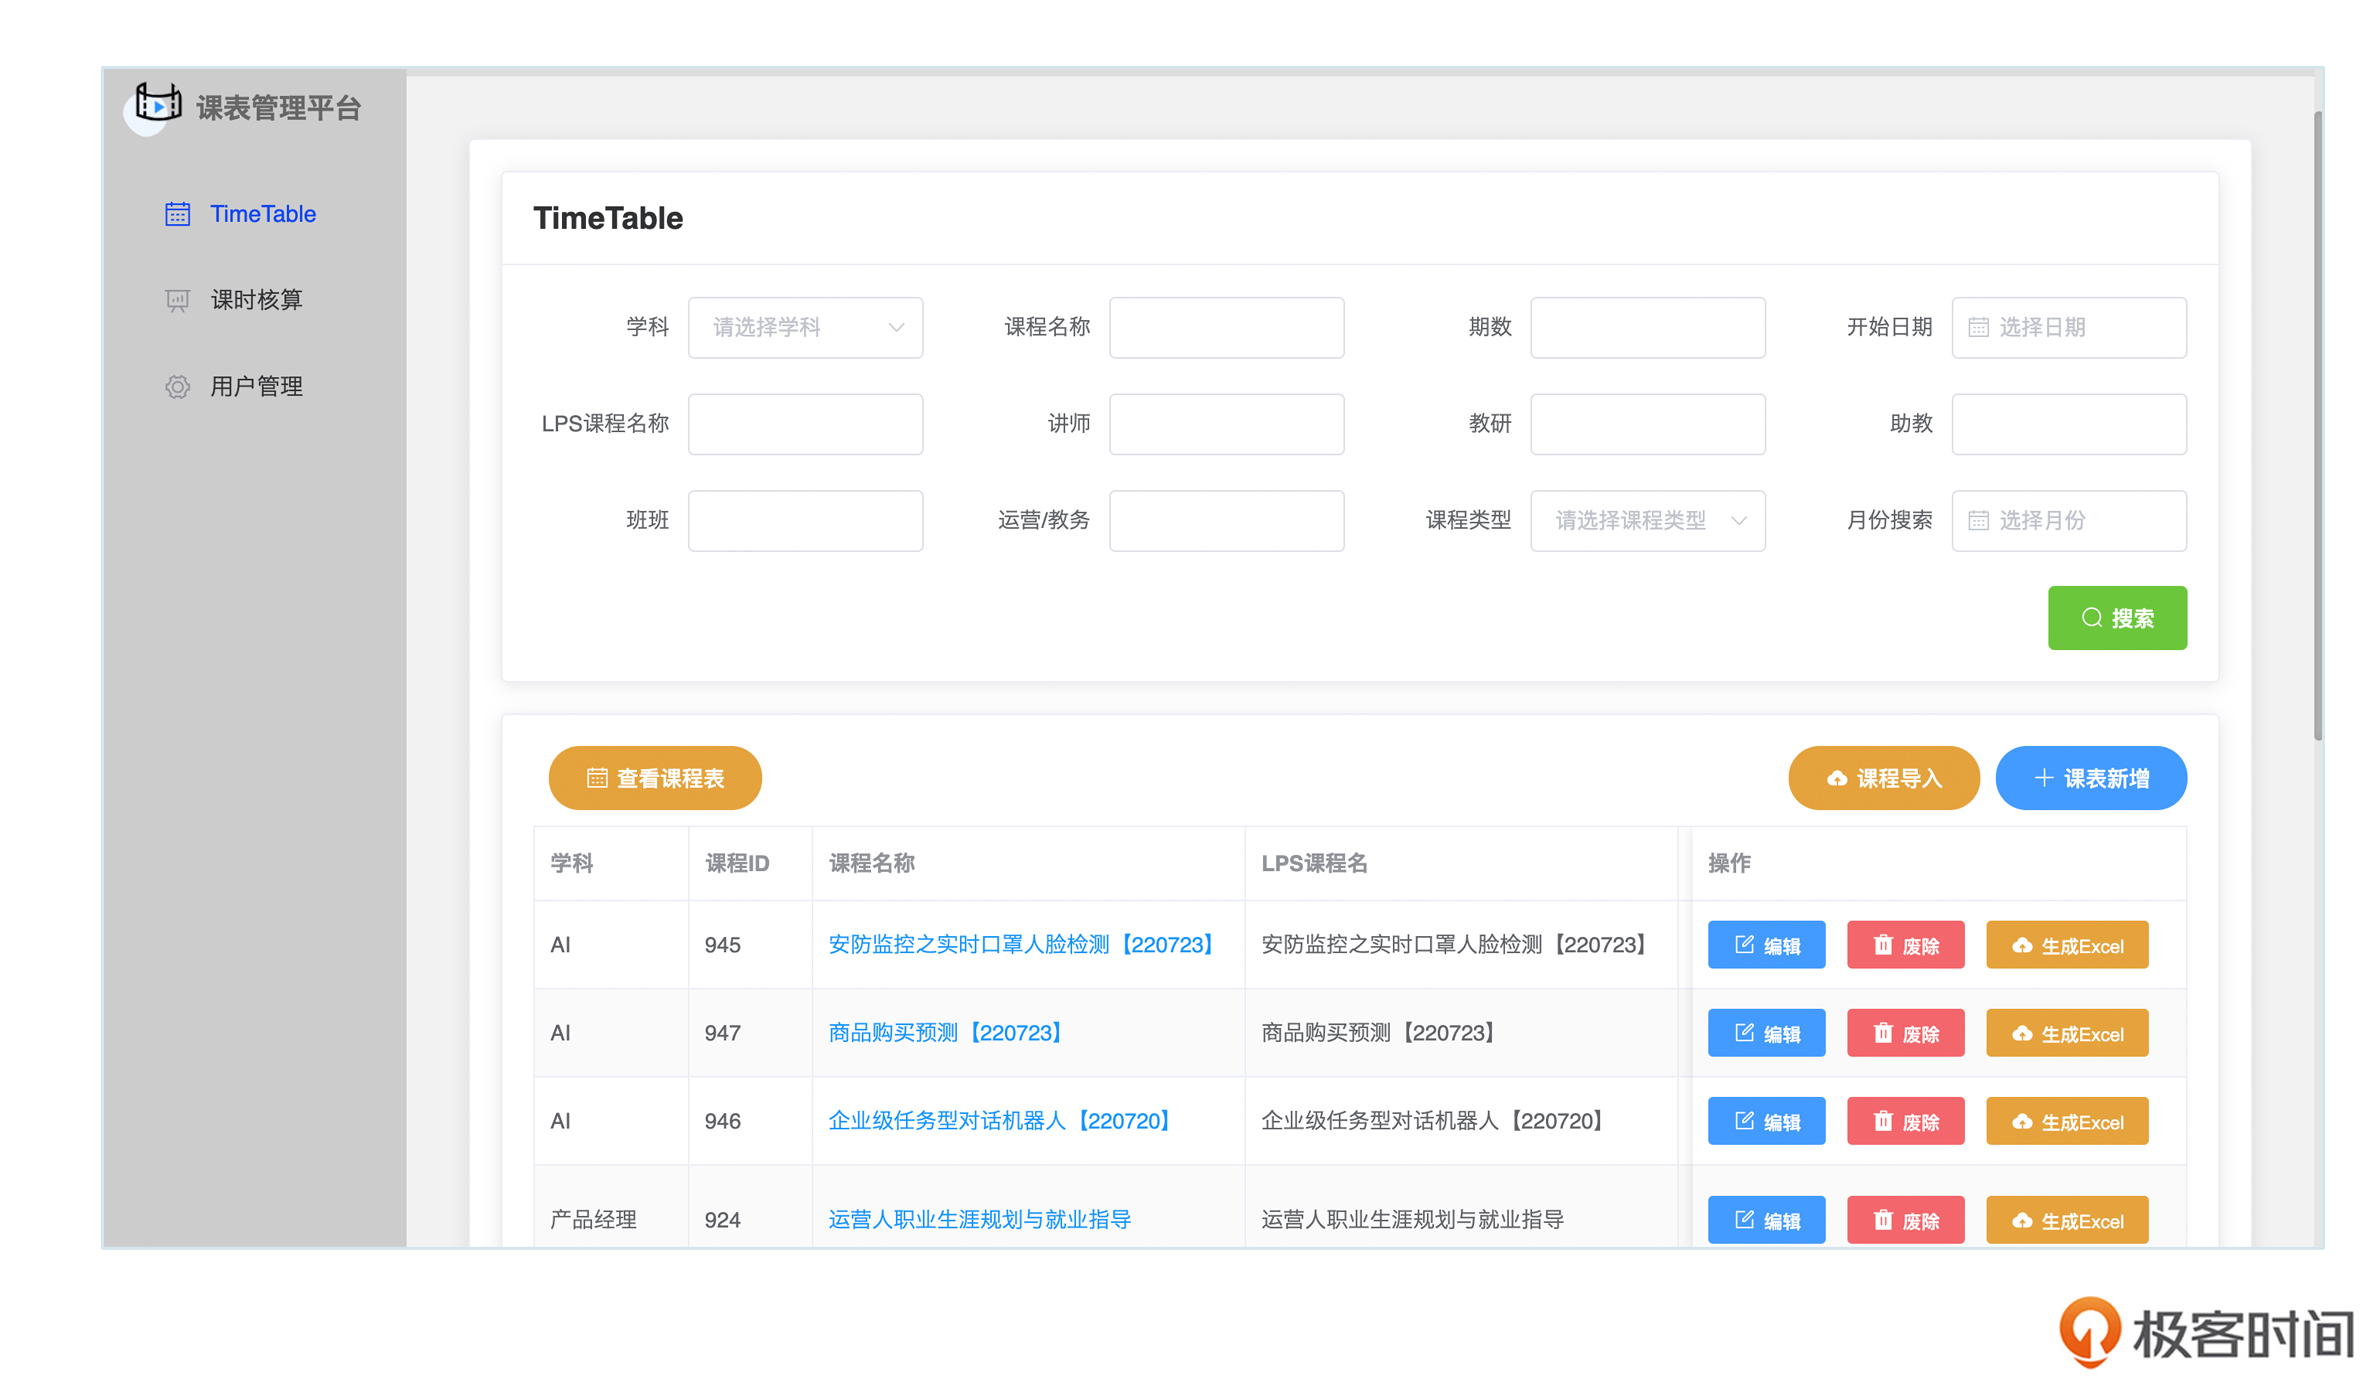 课表管理平台
TimeTable
课时核算
用户管理
TimeTable
学科 请选择学科 课程名称 期数 开始日期 选择日期
LPS课程名称 讲师 教研 助教
班班 运营/教务 课程类型 请选择课程类型 月份搜索 选择月份
搜索
查看课程表 课程导入 课表新增
学科 课程ID 课程名称 LPS课程名 操作
AI 945 安防监控之实时口罩人脸检测【220723】 安防监控之实时口罩人脸检测【220723】 编辑 废除 生成Excel
AI 947 商品购买预测【220723】 商品购买预测【220723】 编辑 废除 生成Excel
AI 946 企业级任务型对话机器人【220720】 企业级任务型对话机器人【220720】 编辑 废除 生成Excel
产品经理 924 运营人职业生涯规划与就业指导 运营人职业生涯规划与就业指导 编辑 废除 生成Excel
极客时间